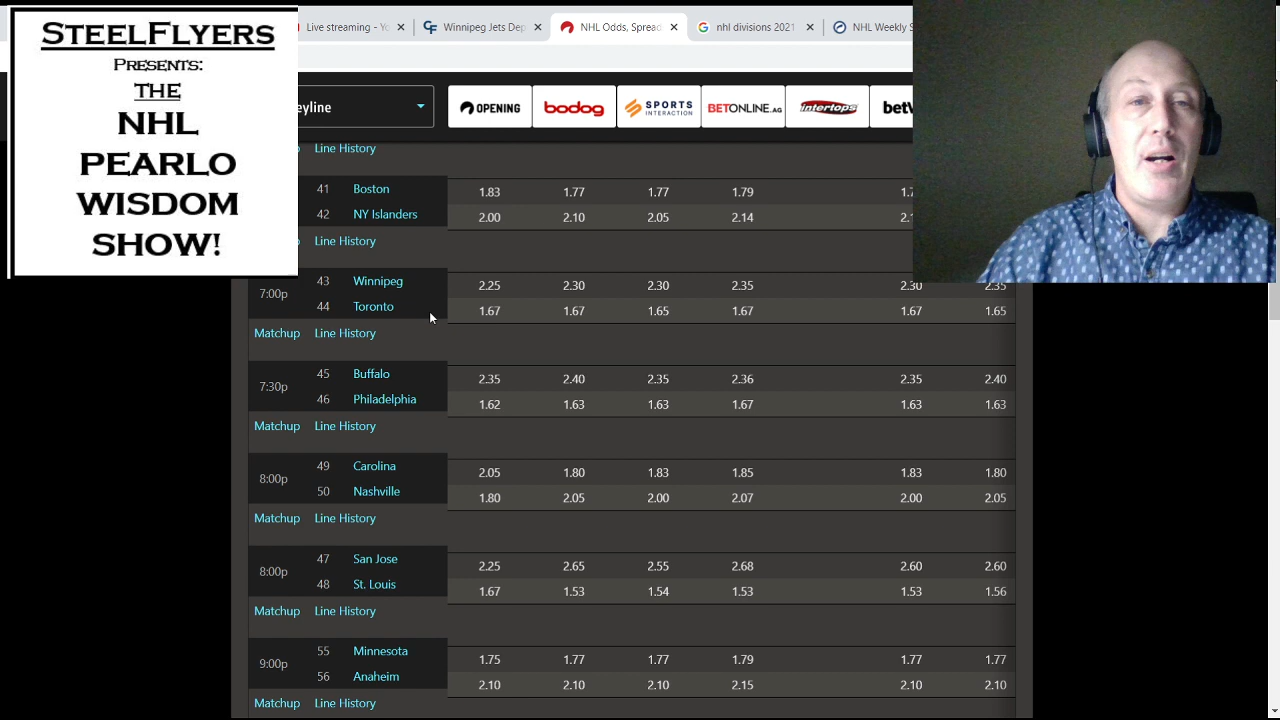 SteelFlyers
Presents:
THE
NHL
PEARLO
WISDOM
SHOW!
Live streaming - Yo
Winnipeg Jets Dep
NHL Odds, Spread
nhl divisions 2021
NHL Weekly S
eyline
OPENING
bodog
SPORTS INTERACTION
BETONLINE.AG
intertops
Line History
41 Boston 1.83 1.77 1.77 1.79
42 NY Islanders 2.00 2.10 2.05 2.14
Line History
7:00p
43 Winnipeg 2.25 2.30 2.30 2.35 2.30 2.35
44 Toronto 1.67 1.67 1.65 1.67 1.67 1.65
Matchup Line History
7:30p
45 Buffalo 2.35 2.40 2.35 2.36 2.35 2.40
46 Philadelphia 1.62 1.63 1.63 1.67 1.63 1.63
Matchup Line History
8:00p
49 Carolina 2.05 1.80 1.83 1.85 1.83 1.80
50 Nashville 1.80 2.05 2.00 2.07 2.00 2.05
Matchup Line History
8:00p
47 San Jose 2.25 2.65 2.55 2.68 2.60 2.60
48 St. Louis 1.67 1.53 1.54 1.53 1.53 1.56
Matchup Line History
9:00p
55 Minnesota 1.75 1.77 1.77 1.79 1.77 1.77
56 Anaheim 2.10 2.10 2.10 2.15 2.10 2.10
Matchup Line History